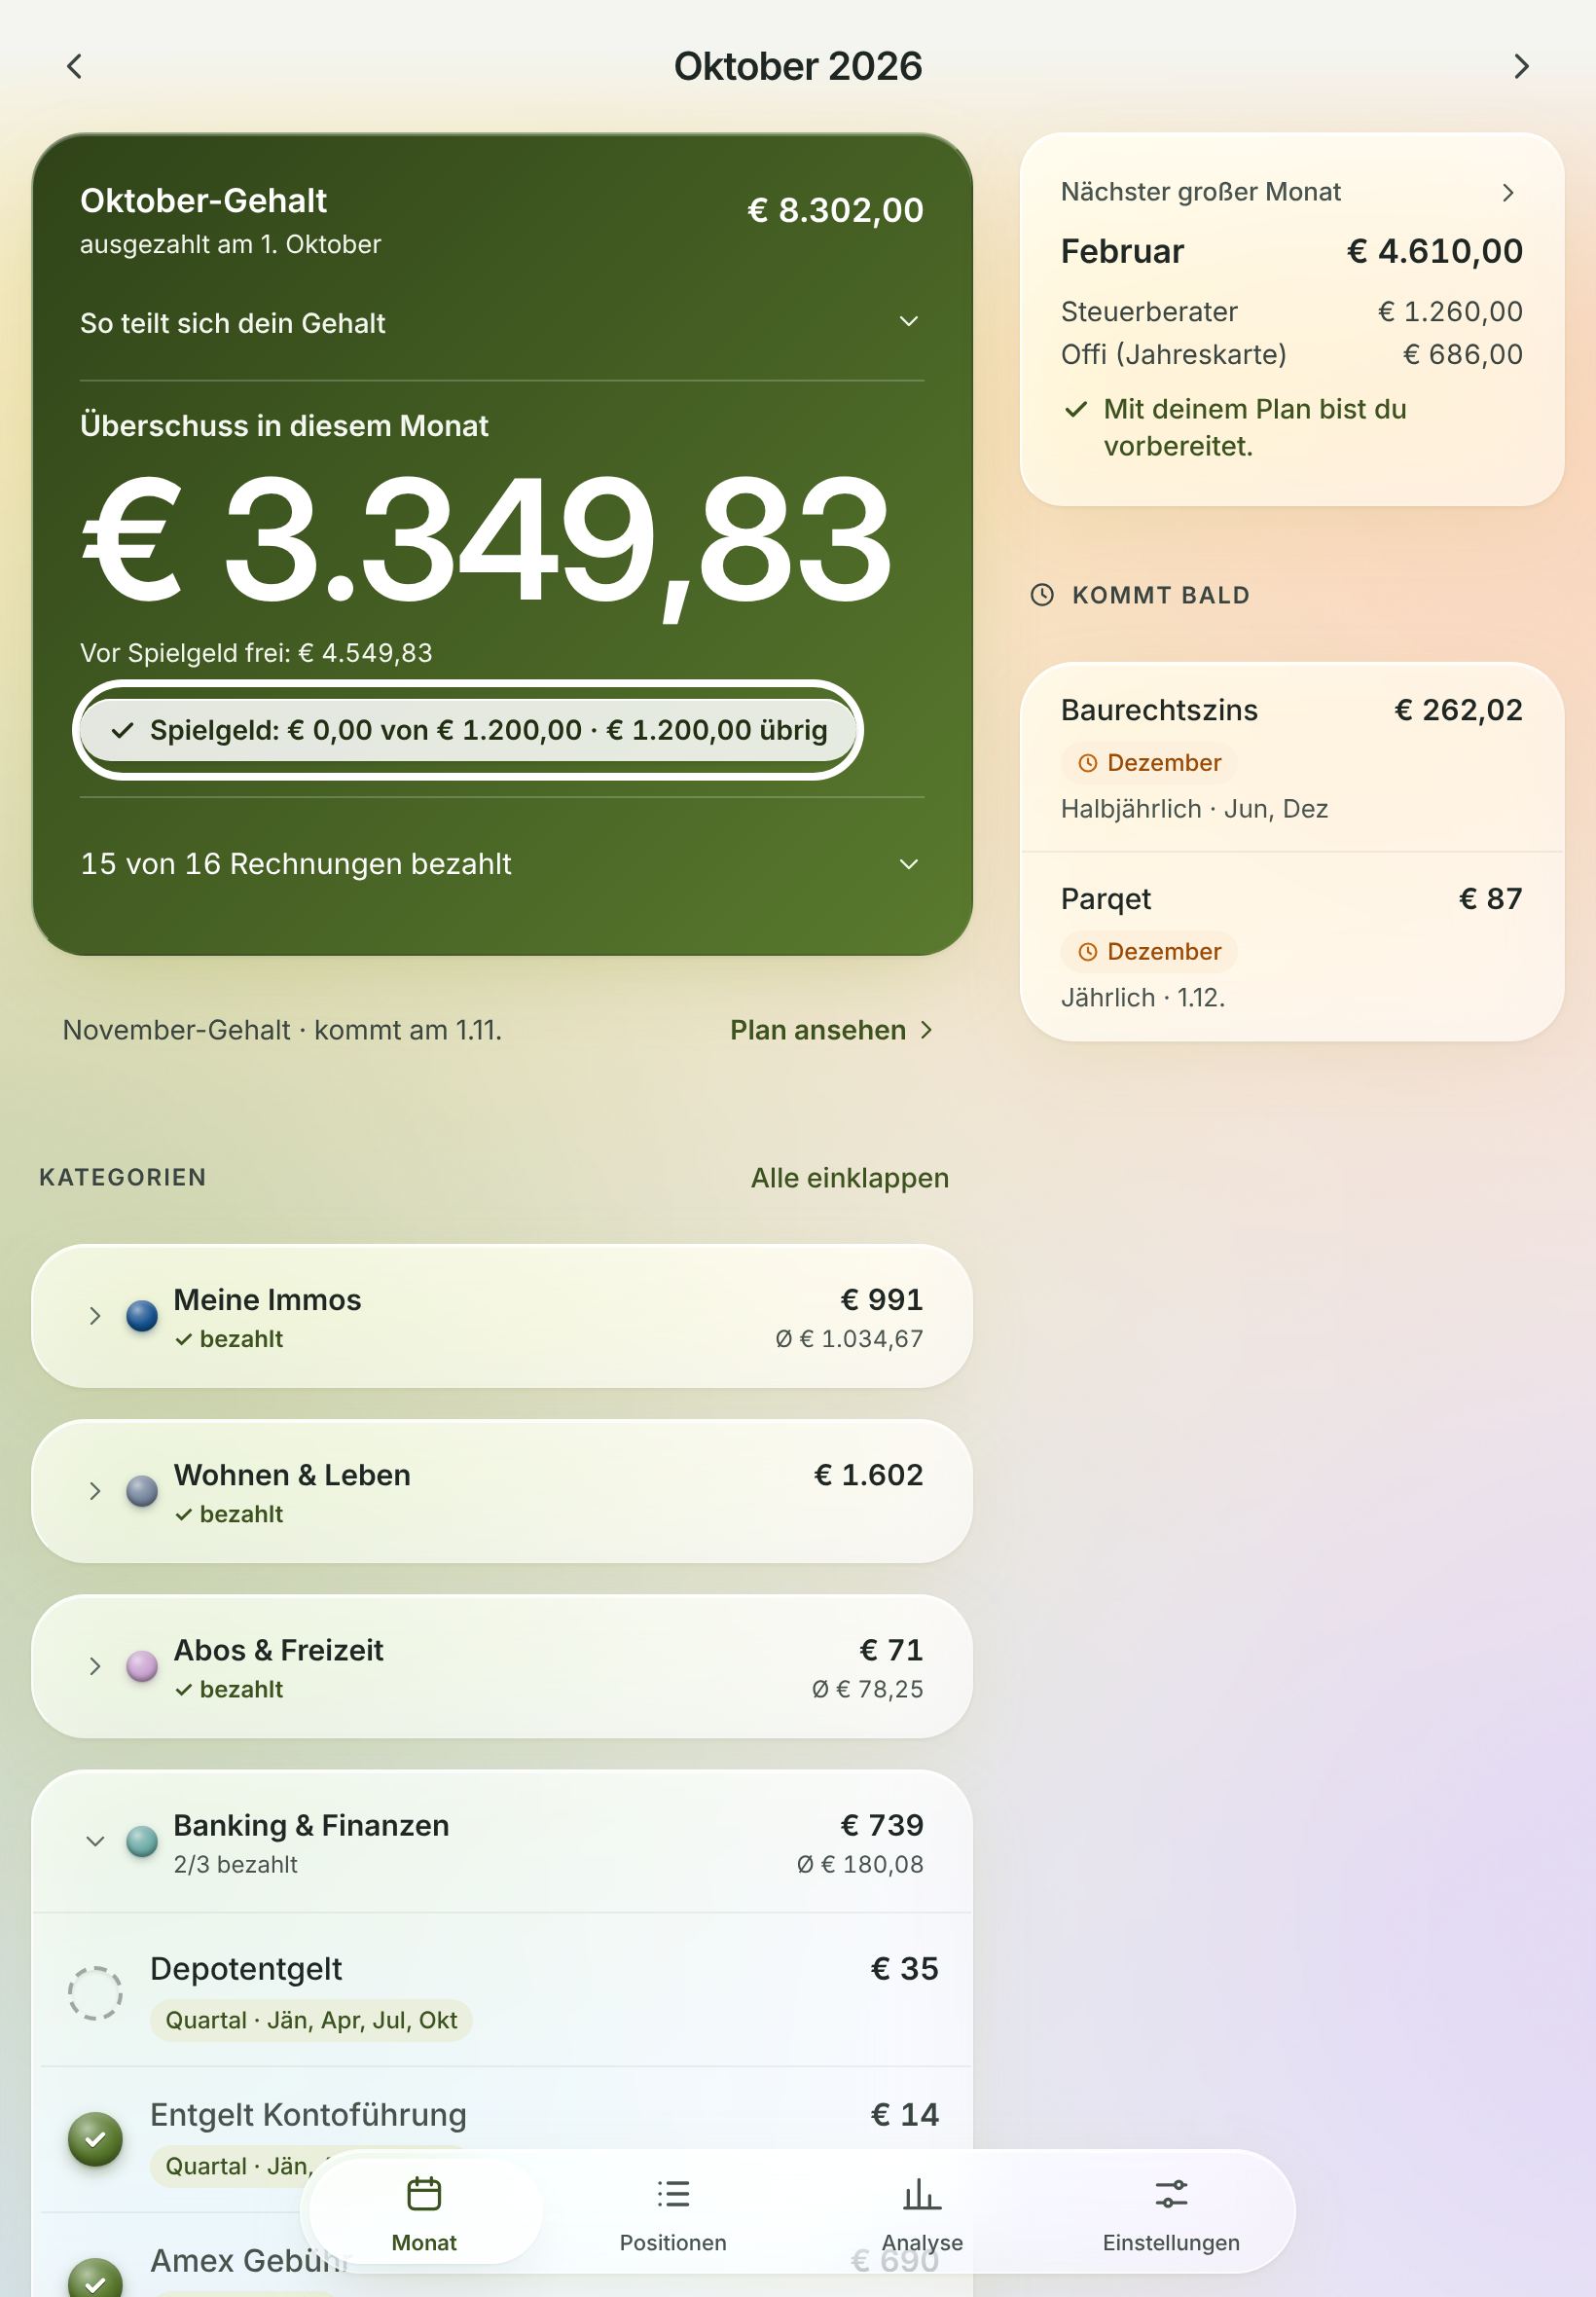 Oktober 2026
Oktober-Gehalt
€ 8.302,00
ausgezahlt am 1. Oktober
So teilt sich dein Gehalt
Überschuss in diesem Monat
€ 3.349,83
Vor Spielgeld frei: € 4.549,83
Spielgeld: € 0,00 von € 1.200,00 · € 1.200,00 übrig
15 von 16 Rechnungen bezahlt
November-Gehalt · kommt am 1.11.
Plan ansehen
Nächster großer Monat
Februar € 4.610,00
Steuerberater € 1.260,00
Offi (Jahreskarte) € 686,00
Mit deinem Plan bist du
vorbereitet.
KOMMT BALD
Baurechtszins € 262,02
Dezember
Halbjährlich · Jun, Dez
Parqet € 87
Dezember
Jährlich · 1.12.
KATEGORIEN
Alle einklappen
Meine Immos € 991
✓ bezahlt Ø € 1.034,67
Wohnen & Leben € 1.602
✓ bezahlt
Abos & Freizeit € 71
✓ bezahlt Ø € 78,25
Banking & Finanzen € 739
2/3 bezahlt Ø € 180,08
Depotentgelt € 35
Quartal · Jän, Apr, Jul, Okt
Entgelt Kontoführung € 14
Quartal · Jän,
Amex Gebühr € 690
Monat
Positionen
Analyse
Einstellungen